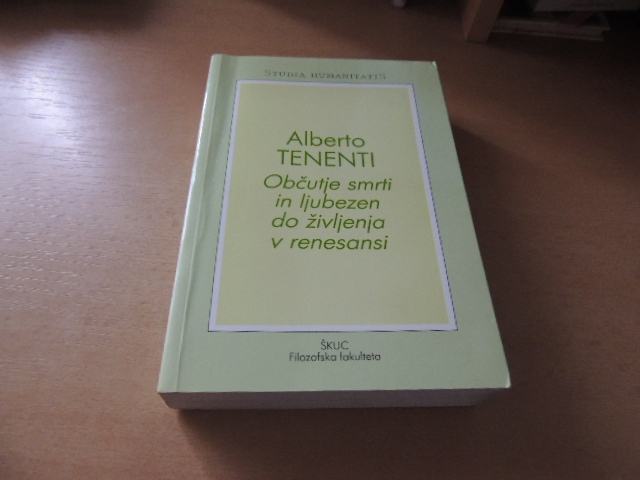 STUDIA HUMANITATIS
Alberto
TENENTI
Občutje smrti
in ljubezen
do življenja
v renesansi
ŠKUC
Filozofska fakulteta